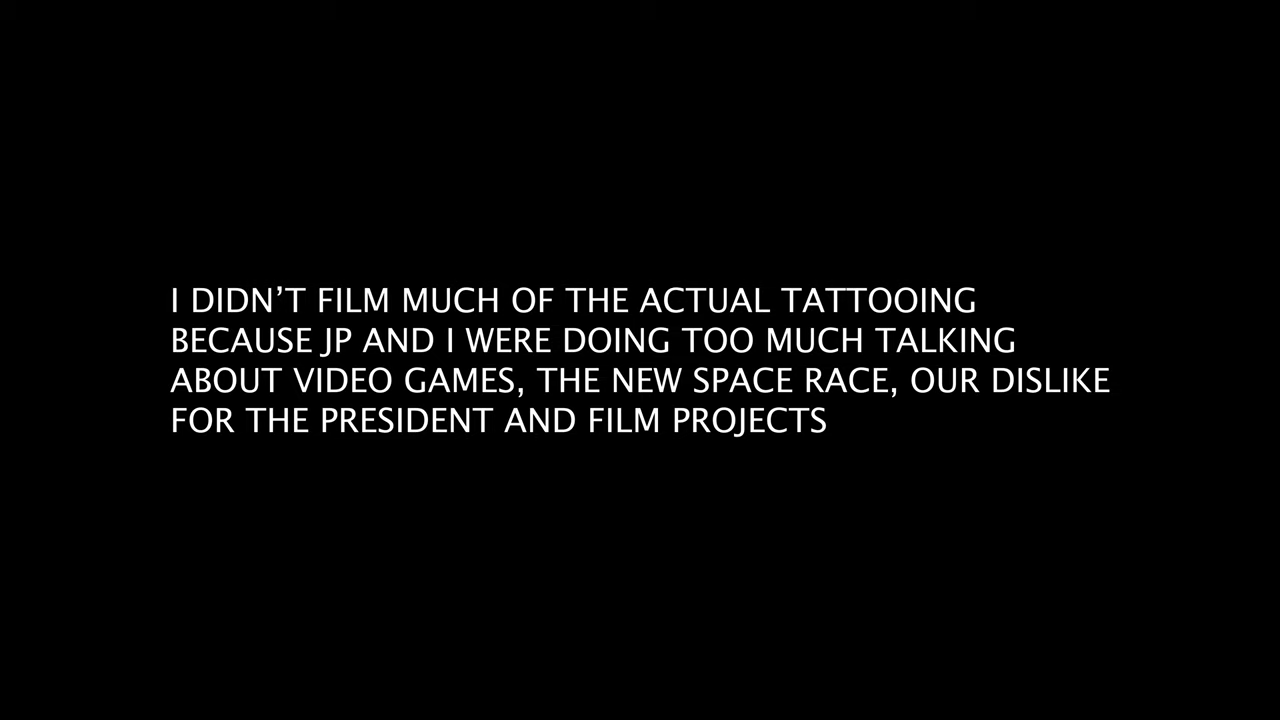 I DIDN’T FILM MUCH OF THE ACTUAL TATTOOING
BECAUSE JP AND I WERE DOING TOO MUCH TALKING
ABOUT VIDEO GAMES, THE NEW SPACE RACE, OUR DISLIKE
FOR THE PRESIDENT AND FILM PROJECTS